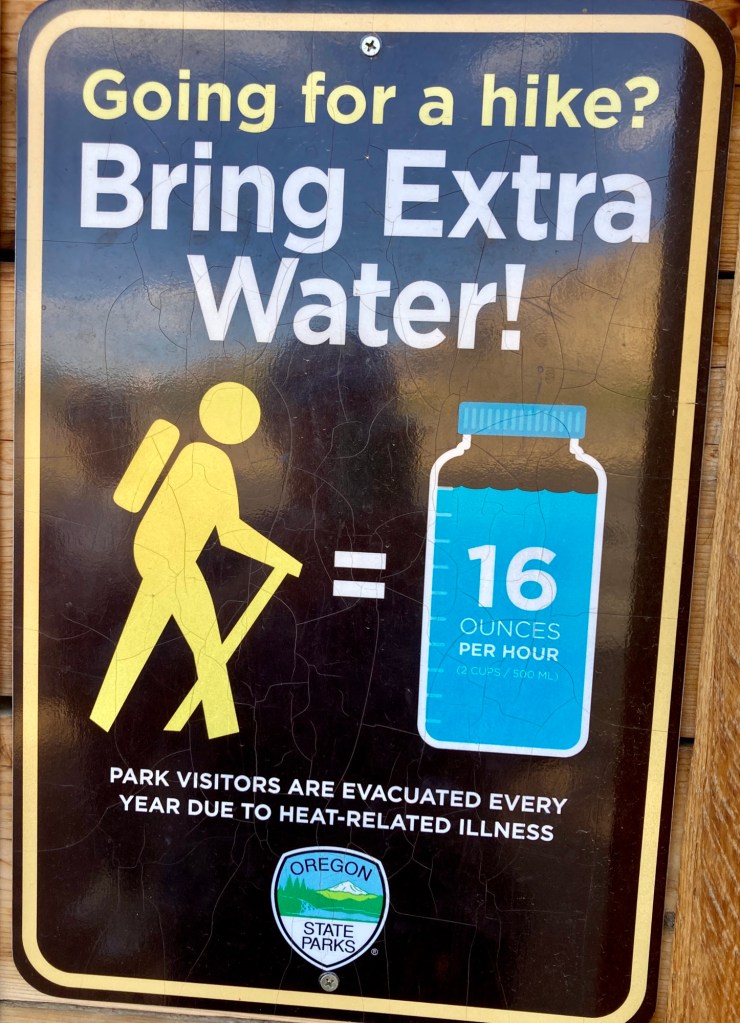 Going for a hike?
Bring Extra
Water!
=
16
OUNCES
PER HOUR
(2 CUPS / 500 ML)
PARK VISITORS ARE EVACUATED EVERY
YEAR DUE TO HEAT-RELATED ILLNESS
OREGON
STATE
PARKS
®